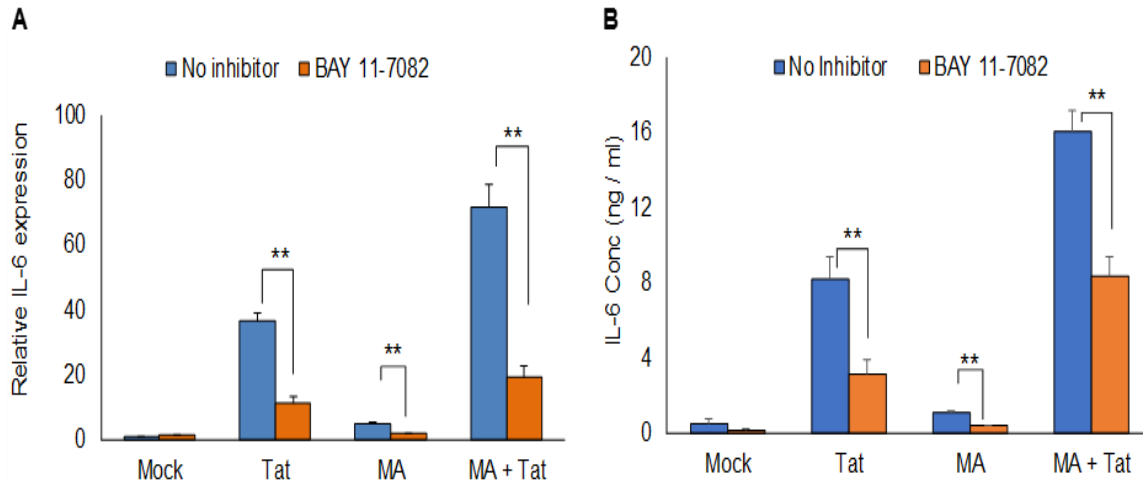 A
No inhibitor BAY 11-7082
Relative IL-6 expression
100
80
60
40
20
0
**
**
**
Mock Tat MA MA + Tat
B
No Inhibitor BAY 11-7082
IL-6 Conc (ng / ml)
20
16
12
8
4
0
**
**
**
Mock Tat MA MA + Tat